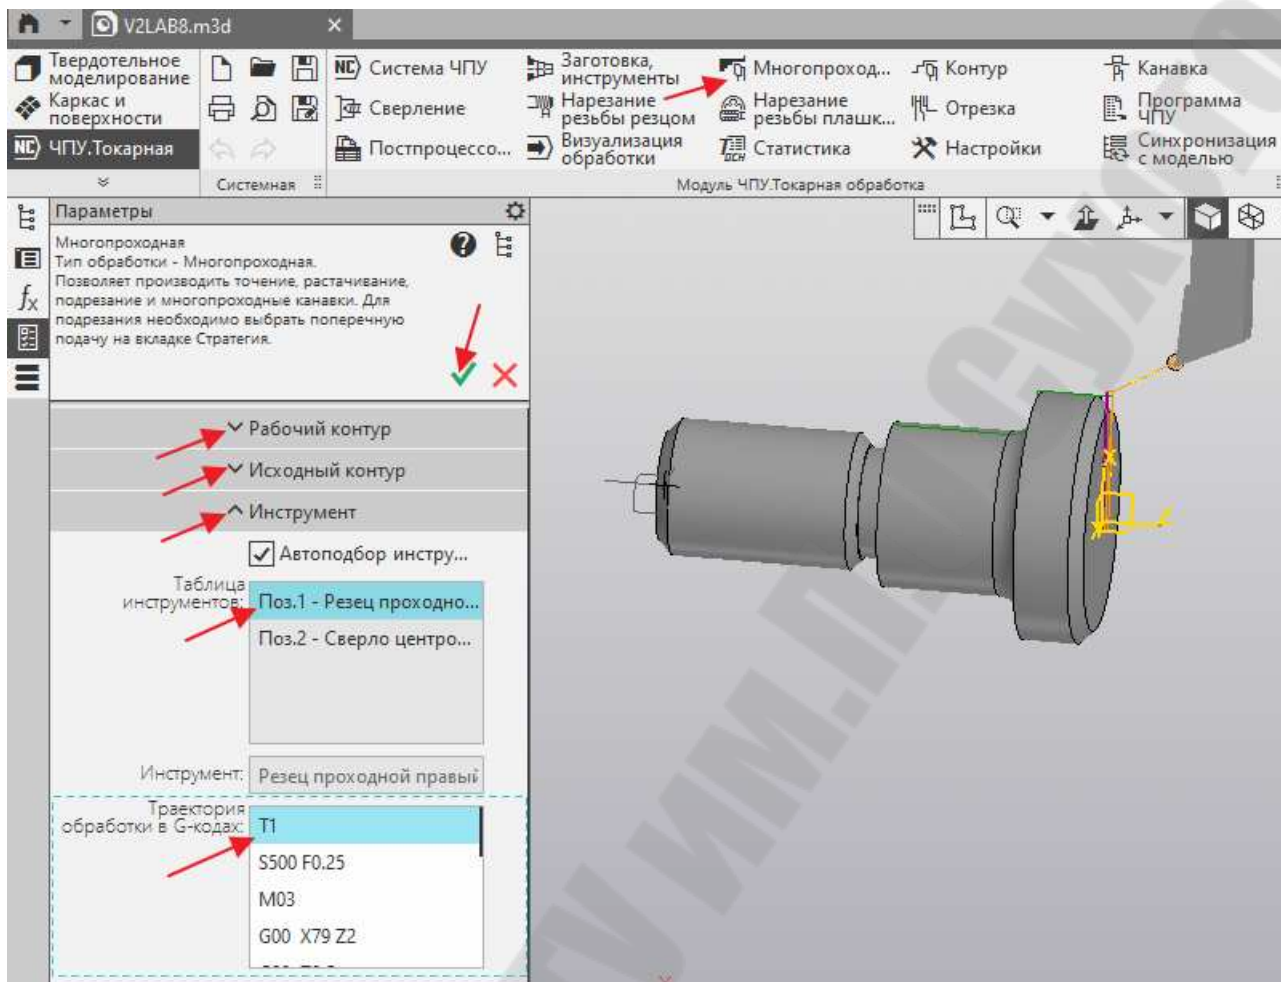 V2LAB8.m3d
Твердотельное
моделирование
Каркас и
поверхности
ЧПУ.Токарная
Системная
Система ЧПУ
Сверление
Постпроцессо...
Заготовка,
инструменты
Нарезание
резьбы резцом
Визуализация
обработки
Многопроход...
Нарезание
резьбы плашк...
Статистика
Контур
Отрезка
Настройки
Канавка
Программа
ЧПУ
Синхронизация
с моделью
Модуль ЧПУ.Токарная обработка
Параметры
Многопроходная
Тип обработки - Многопроходная.
Позволяет производить точение, растачивание,
подрезание и многопроходные канавки. Для
подрезания необходимо выбрать поперечную
подачу на вкладке Стратегия.
Рабочий контур
Исходный контур
Инструмент
Автоподбор инстру...
Таблица
инструментов:
Поз.1 - Резец проходно...
Поз.2 - Сверло центро...
Инструмент:
Резец проходной правый
Траектория
обработки в G-кодах:
T1
S500 F0.25
M03
G00 X79 Z2